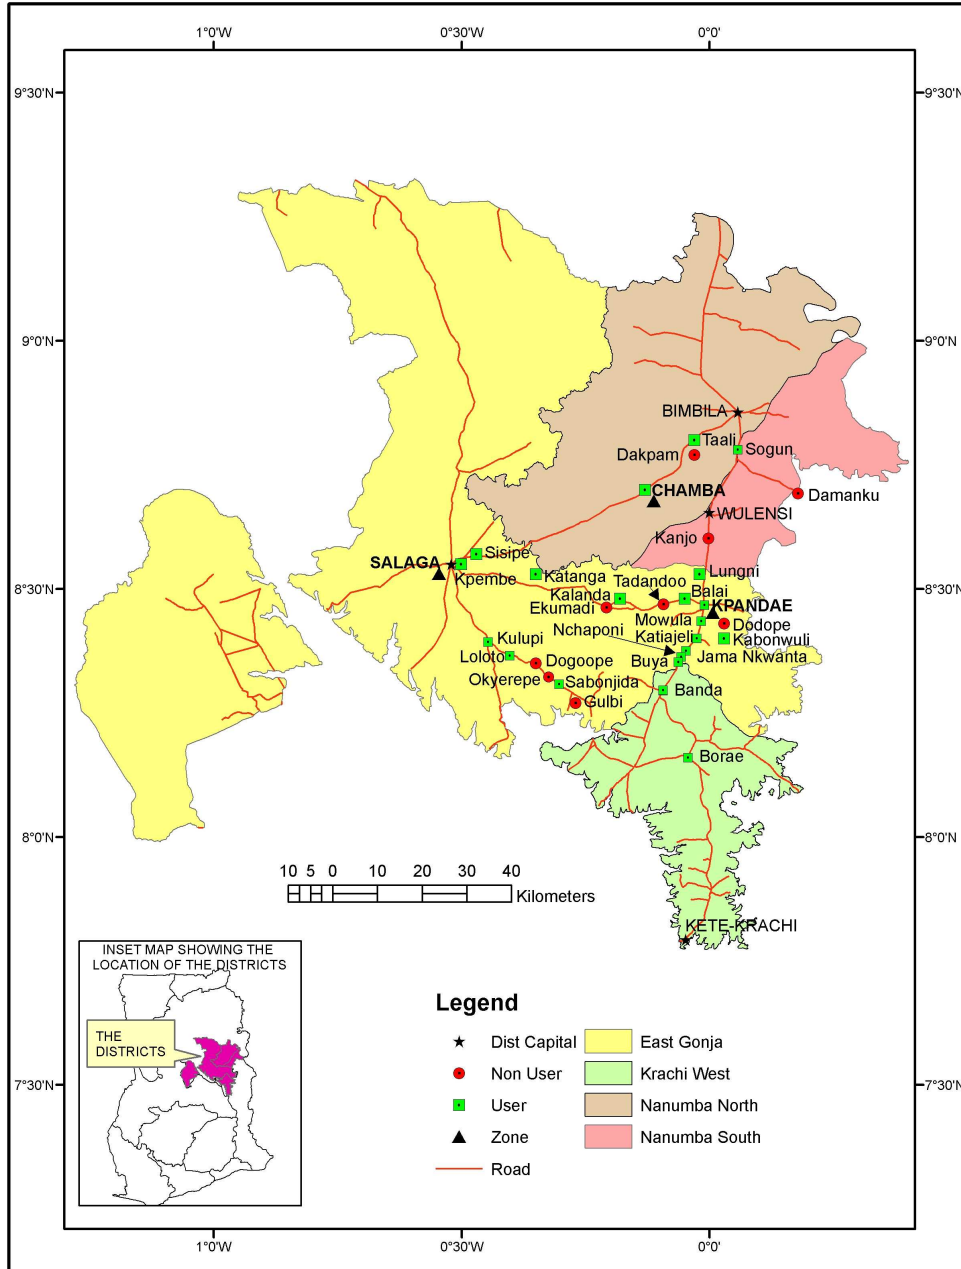 1°0'W
0°30'W
0°0'
9°30'N
9°30'N
9°0'N
9°0'N
BIMBILA
Taali
Sogun
Dakpam
CHAMBA
Damanku
WULENSI
Kanjo
Sisipe
SALAGA
Kpembe
Katanga
Tadandoo
Lungni
8°30'N
8°30'N
Kalanda
Balai
Ekumadi
KPANDAE
Mowula
Dodope
Nchaponi
Katiajeli
Kabonwuli
Kulupi
Loloto
Dogoope
Buya
Jama Nkwanta
Okyerepe
Sabonjida
Banda
Gulbi
Borae
8°0'N
8°0'N
10 5 0 10 20 30 40
Kilometers
KETE-KRACHI
INSET MAP SHOWING THE
LOCATION OF THE DISTRICTS
THE
DISTRICTS
Legend
Dist Capital
East Gonja
Non User
Krachi West
User
Nanumba North
Zone
Nanumba South
Road
7°30'N
7°30'N
1°0'W
0°30'W
0°0'